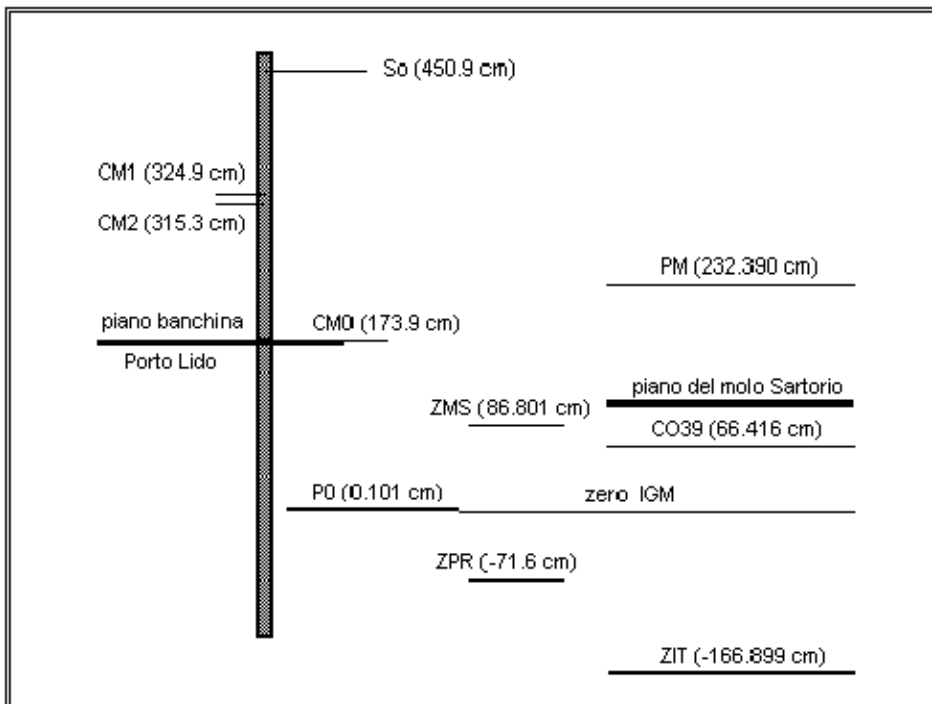 So (450.9 cm)
CM1 (324.9 cm)
CM2 (315.3 cm)
PM (232.390 cm)
piano banchina
CM0 (173.9 cm)
Porto Lido
piano del molo Sartorio
ZMS (86.801 cm)
CO39 (66.416 cm)
P0 (0.101 cm)
zero IGM
ZPR (-71.6 cm)
ZIT (-166.899 cm)